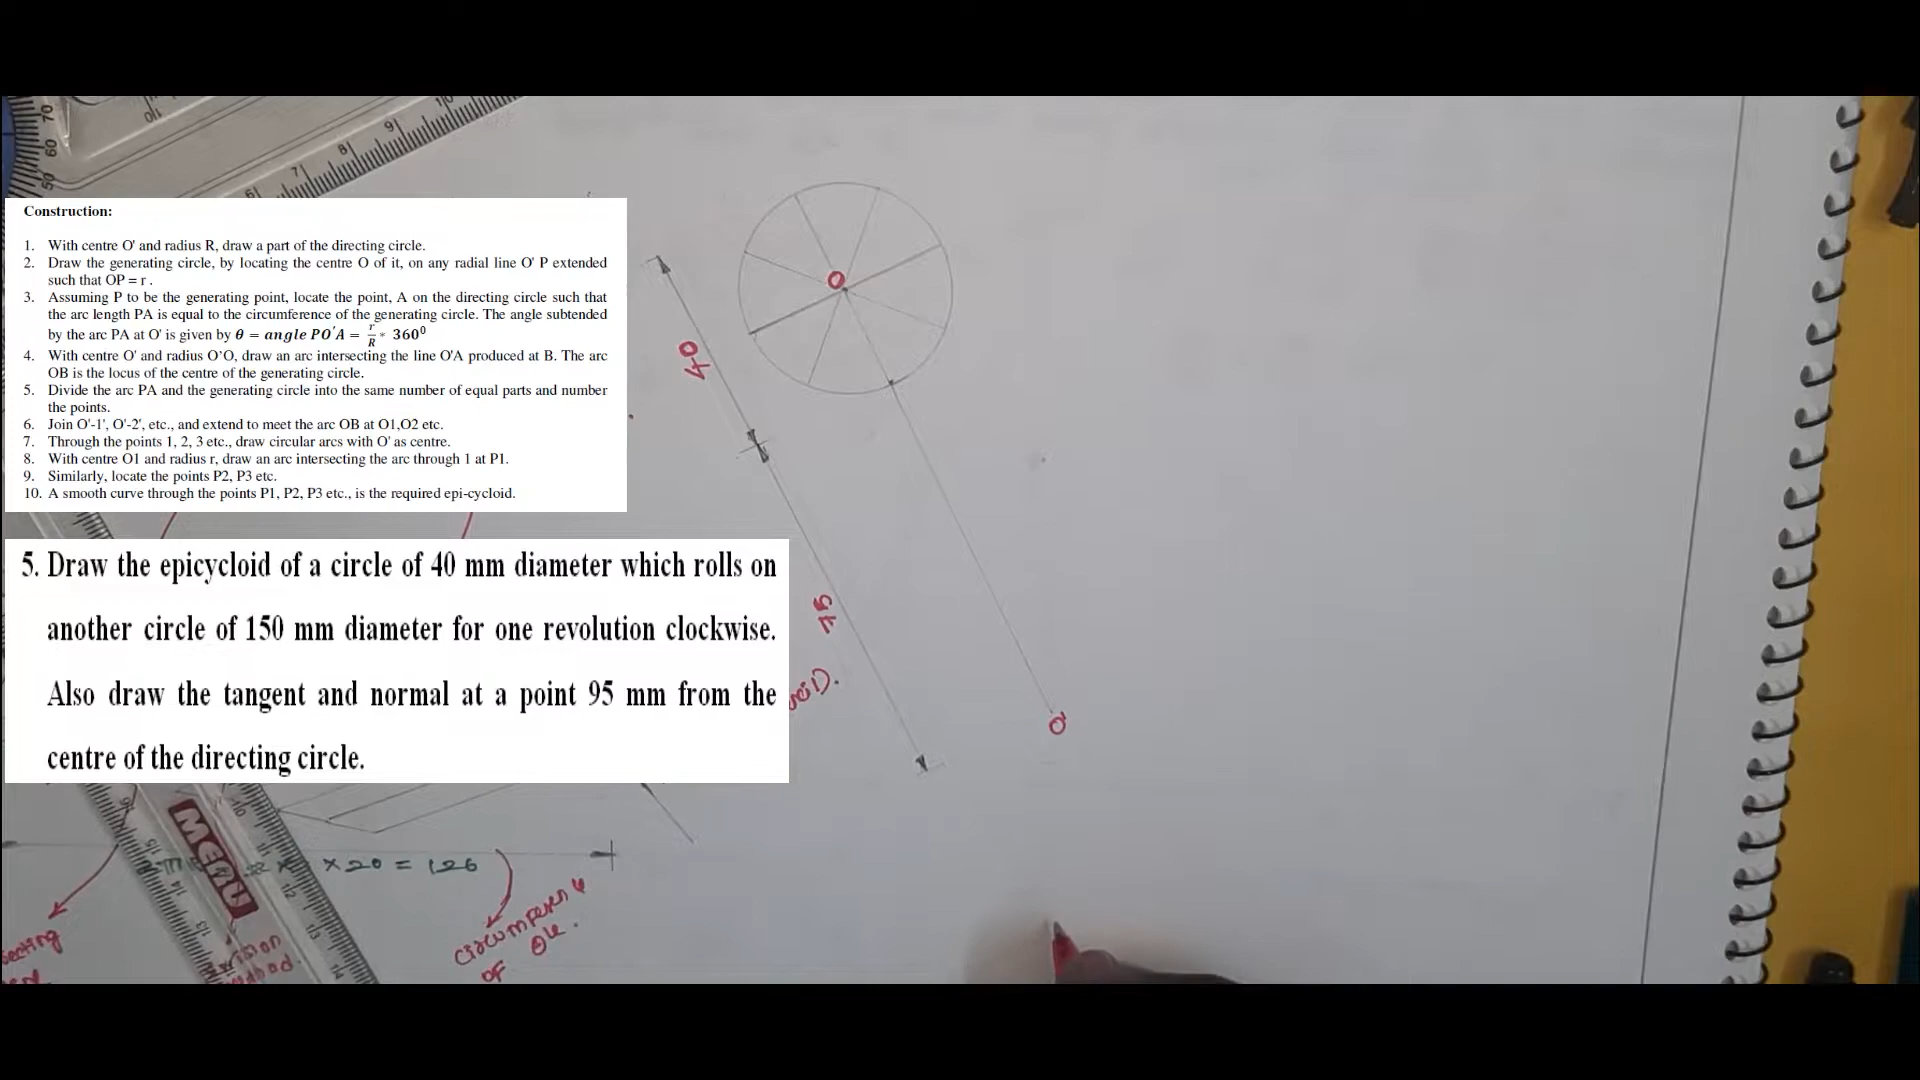 Construction:
1. With centre O' and radius R, draw a part of the directing circle.
2. Draw the generating circle, by locating the centre O of it, on any radial line O' P extended
such that OP = r .
3. Assuming P to be the generating point, locate the point, A on the directing circle such that
the arc length PA is equal to the circumference of the generating circle. The angle subtended
by the arc PA at O' is given by θ = angle PO'A = r/R * 360⁰
4. With centre O' and radius O'O, draw an arc intersecting the line O'A produced at B. The arc
OB is the locus of the centre of the generating circle.
5. Divide the arc PA and the generating circle into the same number of equal parts and number
the points.
6. Join O'-1', O'-2', etc., and extend to meet the arc OB at O1,O2 etc.
7. Through the points 1, 2, 3 etc., draw circular arcs with O' as centre.
8. With centre O1 and radius r, draw an arc intersecting the arc through 1 at P1.
9. Similarly, locate the points P2, P3 etc.
10. A smooth curve through the points P1, P2, P3 etc., is the required epi-cycloid.
5. Draw the epicycloid of a circle of 40 mm diameter which rolls on
another circle of 150 mm diameter for one revolution clockwise.
Also draw the tangent and normal at a point 95 mm from the
centre of the directing circle.
O
40
75
O'
× 20 = 126
circumferen
of